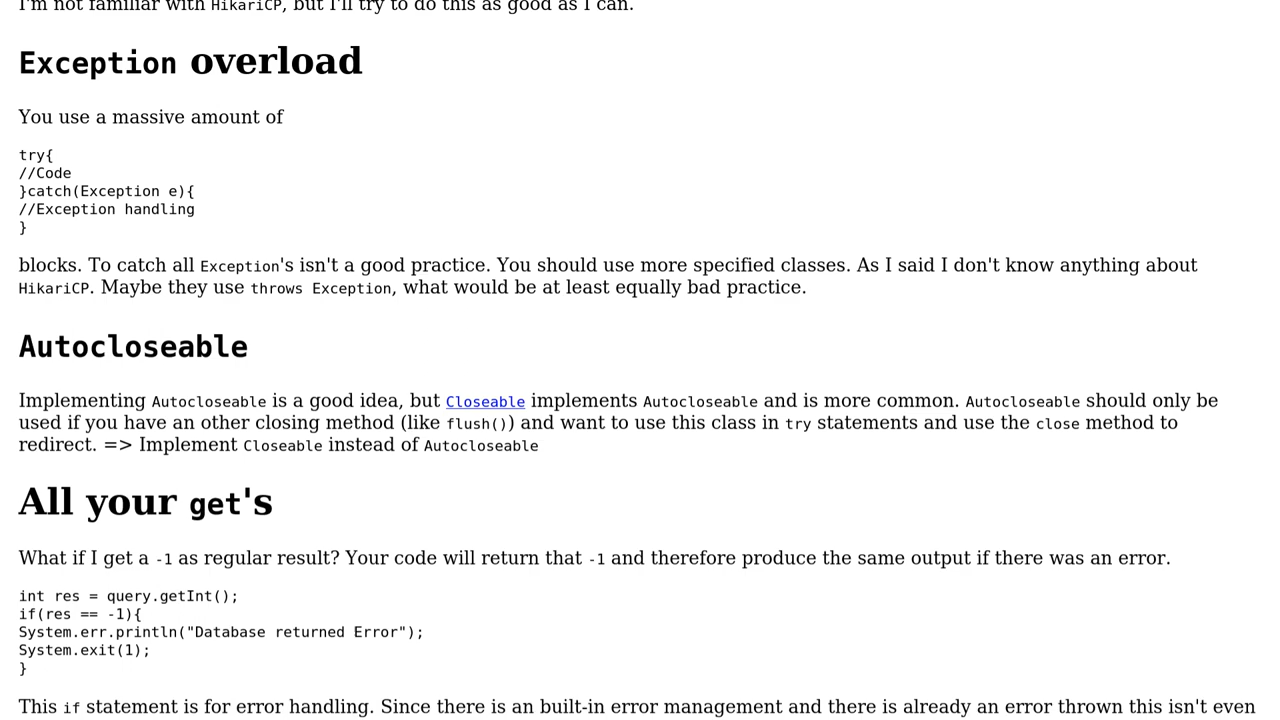 I'm not familiar with HikariCP, but I'll try to do this as good as I can.
Exception overload
You use a massive amount of
try{
//Code
}catch(Exception e){
//Exception handling
}
blocks. To catch all Exception's isn't a good practice. You should use more specified classes. As I said I don't know anything about
HikariCP. Maybe they use throws Exception, what would be at least equally bad practice.
Autocloseable
Implementing Autocloseable is a good idea, but Closeable implements Autocloseable and is more common. Autocloseable should only be
used if you have an other closing method (like flush()) and want to use this class in try statements and use the close method to
redirect. => Implement Closeable instead of Autocloseable
All your get's
What if I get a -1 as regular result? Your code will return that -1 and therefore produce the same output if there was an error.
int res = query.getInt();
if(res == -1){
System.err.println("Database returned Error");
System.exit(1);
}
This if statement is for error handling. Since there is an built-in error management and there is already an error thrown this isn't even